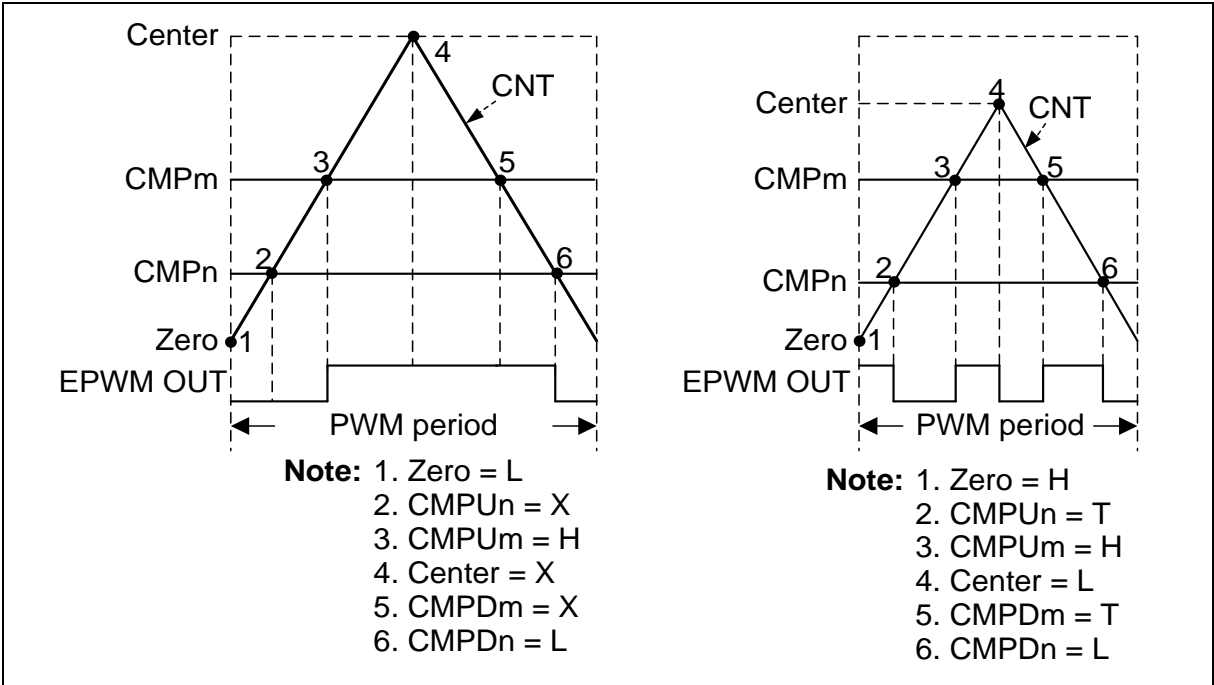 Center
4
CNT
3
5
CMPm
2
6
CMPn
Zero
1
EPWM OUT
PWM period
Note: 1. Zero = L
2. CMPUn = X
3. CMPUm = H
4. Center = X
5. CMPDm = X
6. CMPDn = L
4
Center
CNT
3
5
CMPm
2
6
CMPn
Zero
1
EPWM OUT
PWM period
Note: 1. Zero = H
2. CMPUn = T
3. CMPUm = H
4. Center = L
5. CMPDm = T
6. CMPDn = L